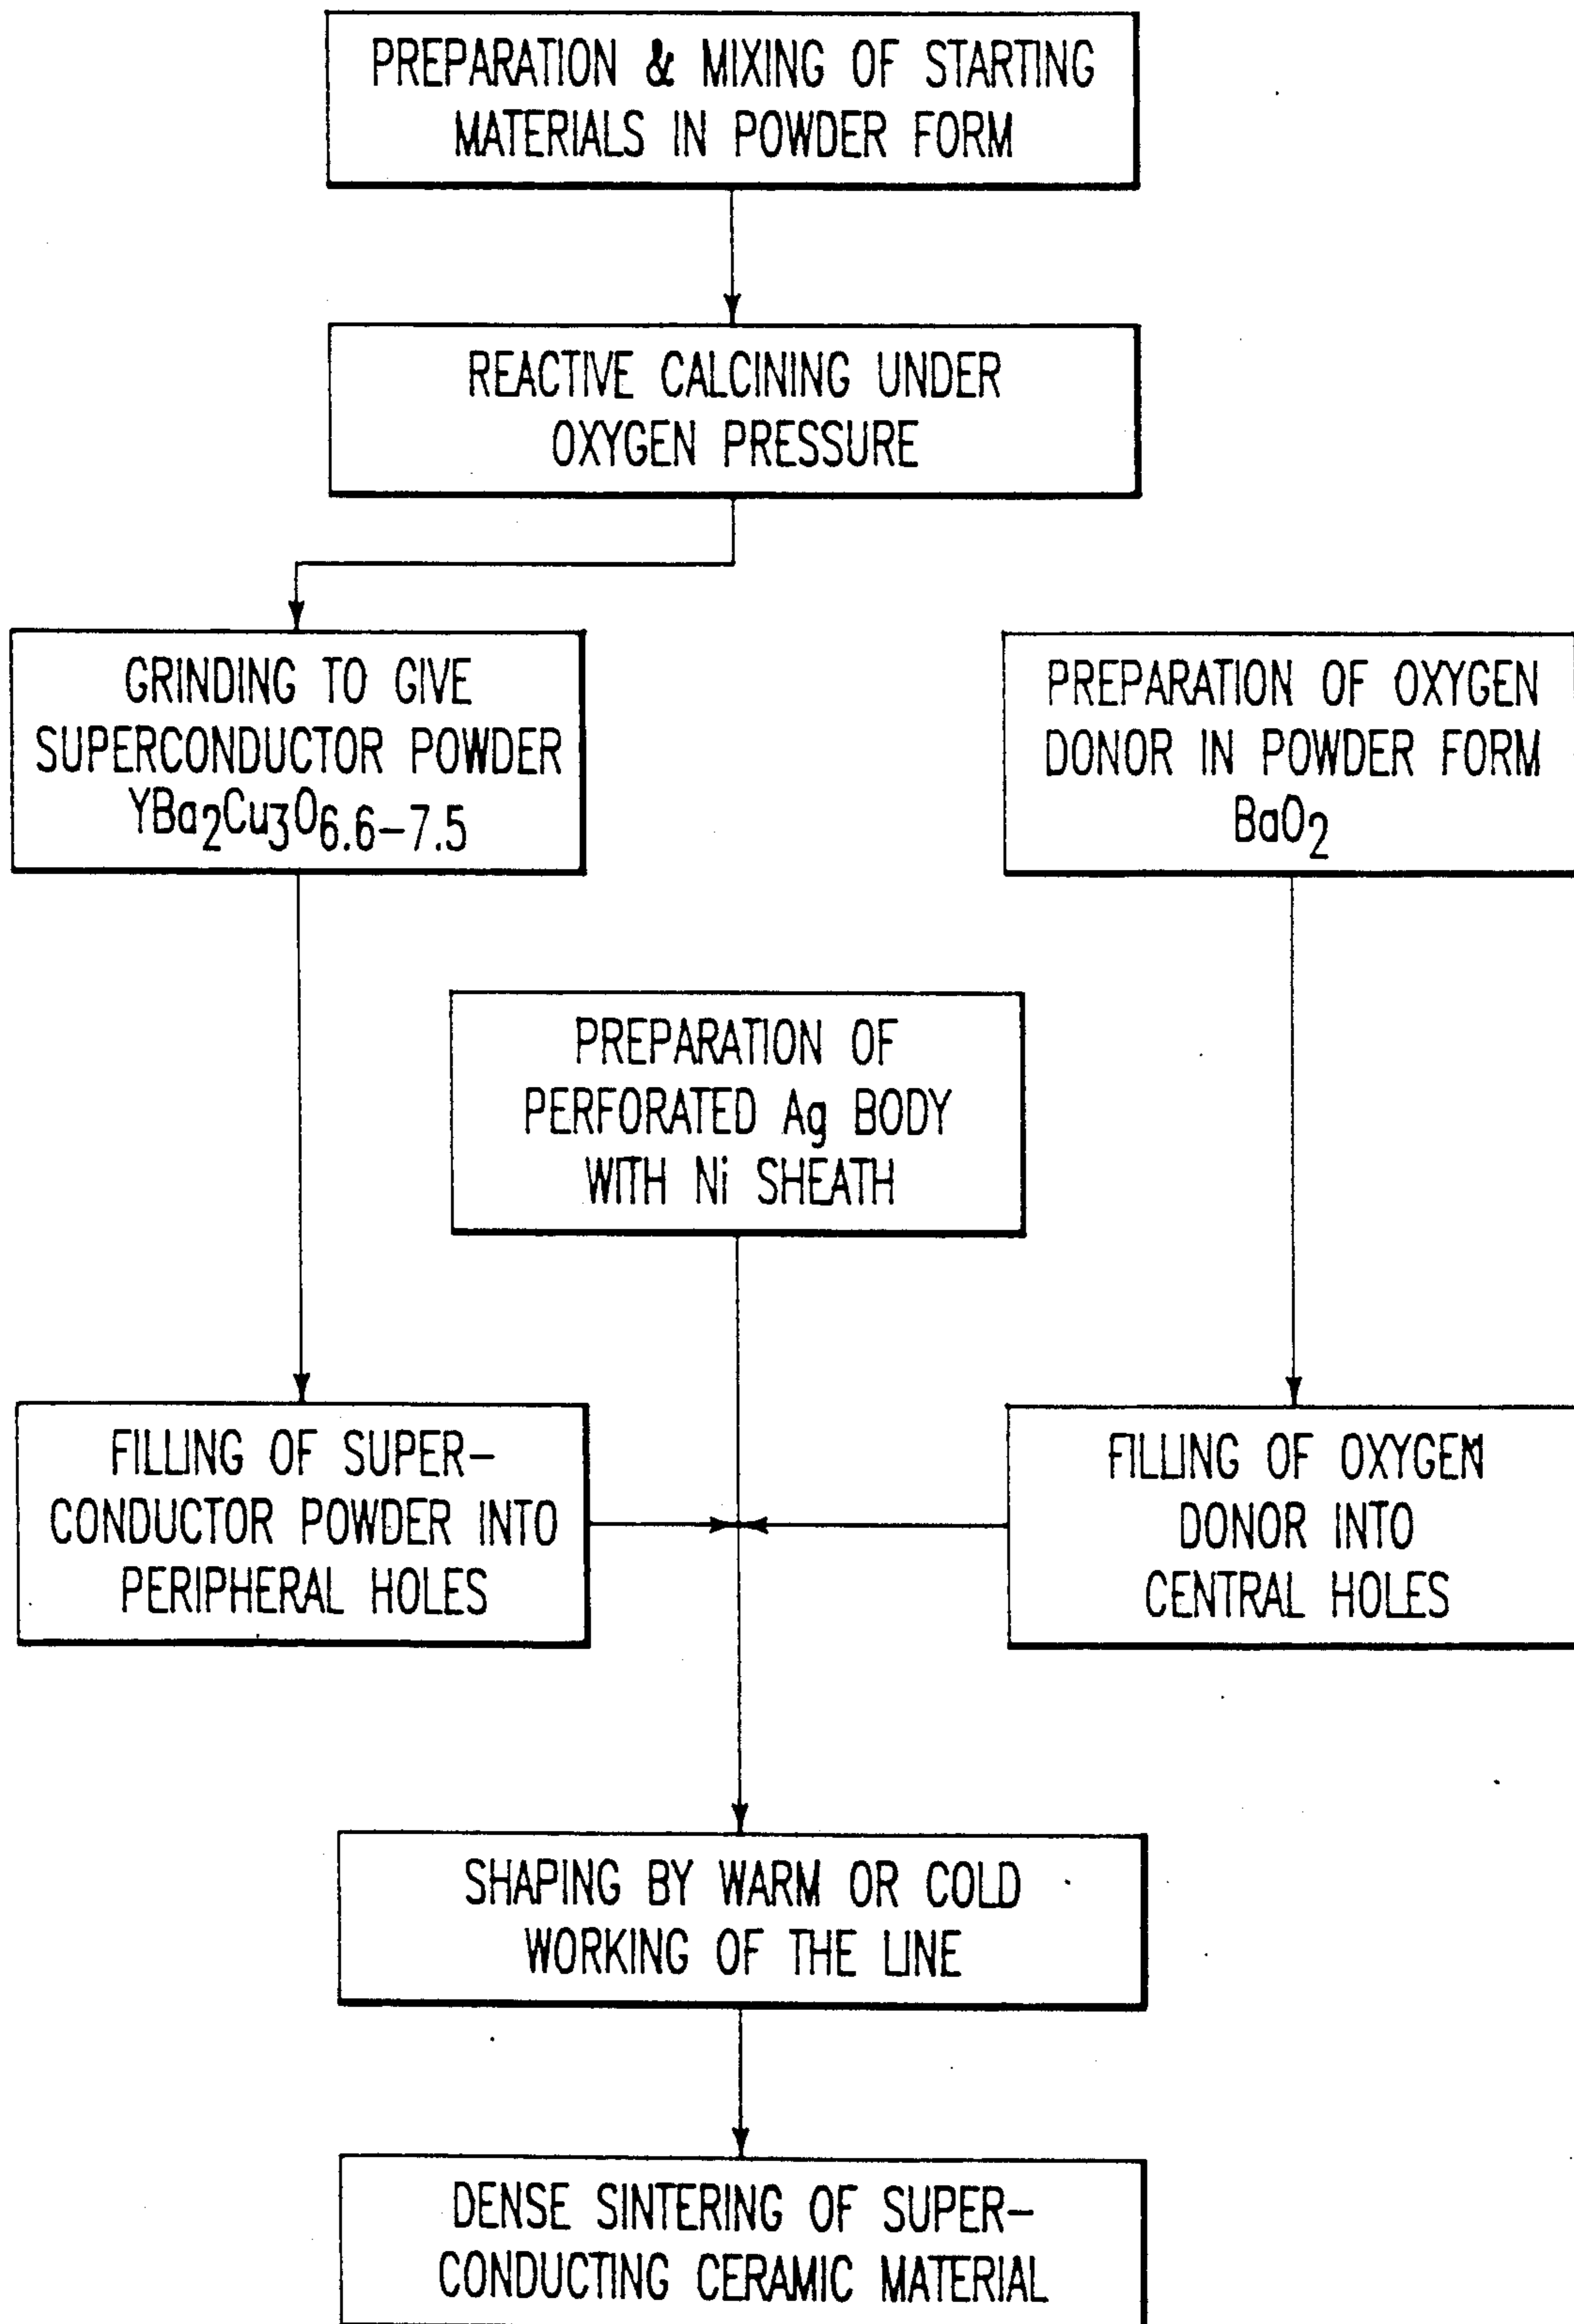 PREPARATION & MIXING OF STARTING
MATERIALS IN POWDER FORM
REACTIVE CALCINING UNDER
OXYGEN PRESSURE
GRINDING TO GIVE
SUPERCONDUCTOR POWDER
YBa₂Cu₃O₆.₆₋₇.₅
PREPARATION OF OXYGEN
DONOR IN POWDER FORM
BaO₂
PREPARATION OF
PERFORATED Ag BODY
WITH Ni SHEATH
FILLING OF SUPER-
CONDUCTOR POWDER INTO
PERIPHERAL HOLES
FILLING OF OXYGEN
DONOR INTO
CENTRAL HOLES
SHAPING BY WARM OR COLD
WORKING OF THE LINE
DENSE SINTERING OF SUPER-
CONDUCTING CERAMIC MATERIAL